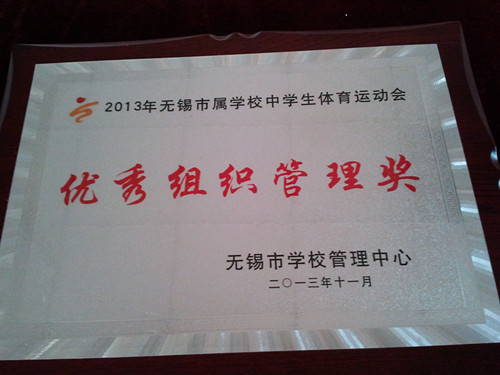 2013年无锡市属学校中学生体育运动会
优秀组织管理奖
无锡市学校管理中心
二〇一三年十一月